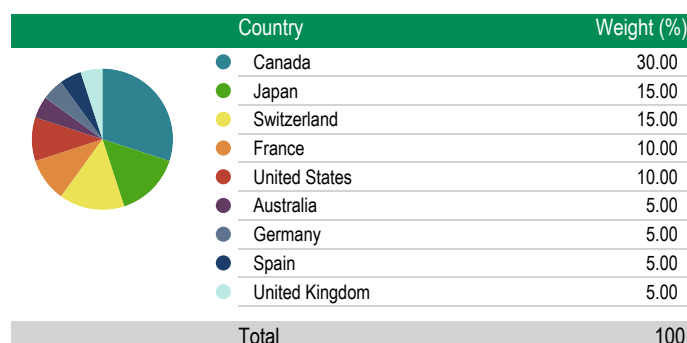 Country Weight (%)
Canada 30.00
Japan 15.00
Switzerland 15.00
France 10.00
United States 10.00
Australia 5.00
Germany 5.00
Spain 5.00
United Kingdom 5.00
Total 100